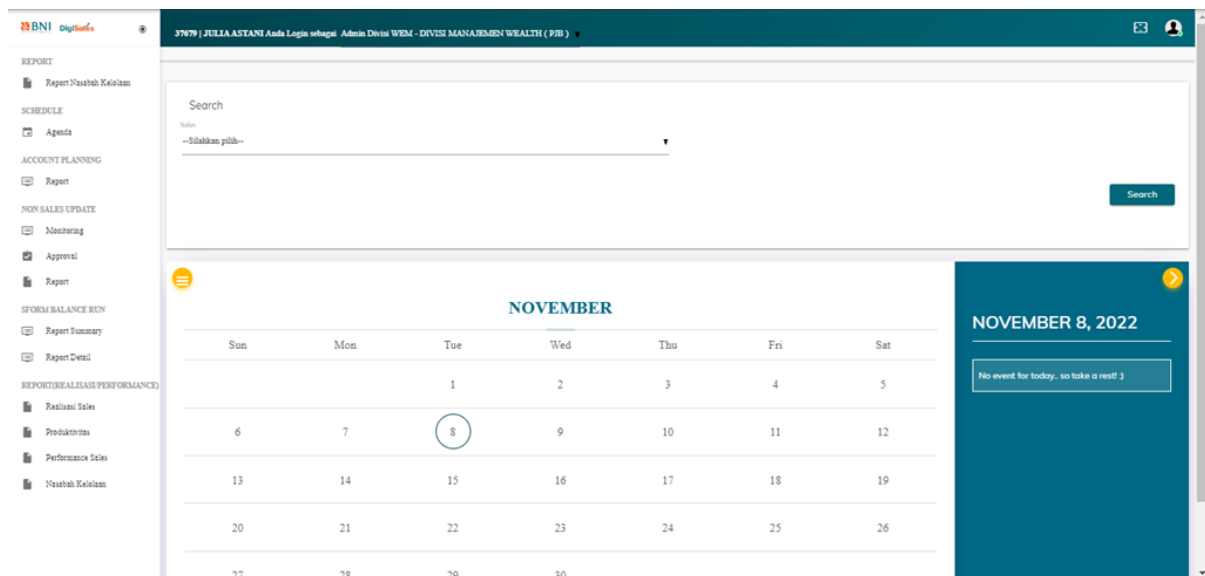 BNI DigiSales
37679 | JULIA ASTANI Anda Login sebagai Admin Divisi WEM - DIVISI MANAJEMEN WEALTH ( PJB )
REPORT
Report Nasabah Kelolaan
SCHEDULE
Agenda
ACCOUNT PLANNING
Report
NON SALES UPDATE
Monitoring
Approval
Report
SFORM BALANCE RUN
Report Summary
Report Detail
REPORT(REALISASI/PERFORMANCE)
Realisasi Sales
Produktivitas
Performance Sales
Nasabah Kelolaan
Search
Sales
--Silahkan pilih--
Search
NOVEMBER
Sun Mon Tue Wed Thu Fri Sat
1 2 3 4 5
6 7 8 9 10 11 12
13 14 15 16 17 18 19
20 21 22 23 24 25 26
27 28 29 30
NOVEMBER 8, 2022
No event for today.. so take a rest! :)